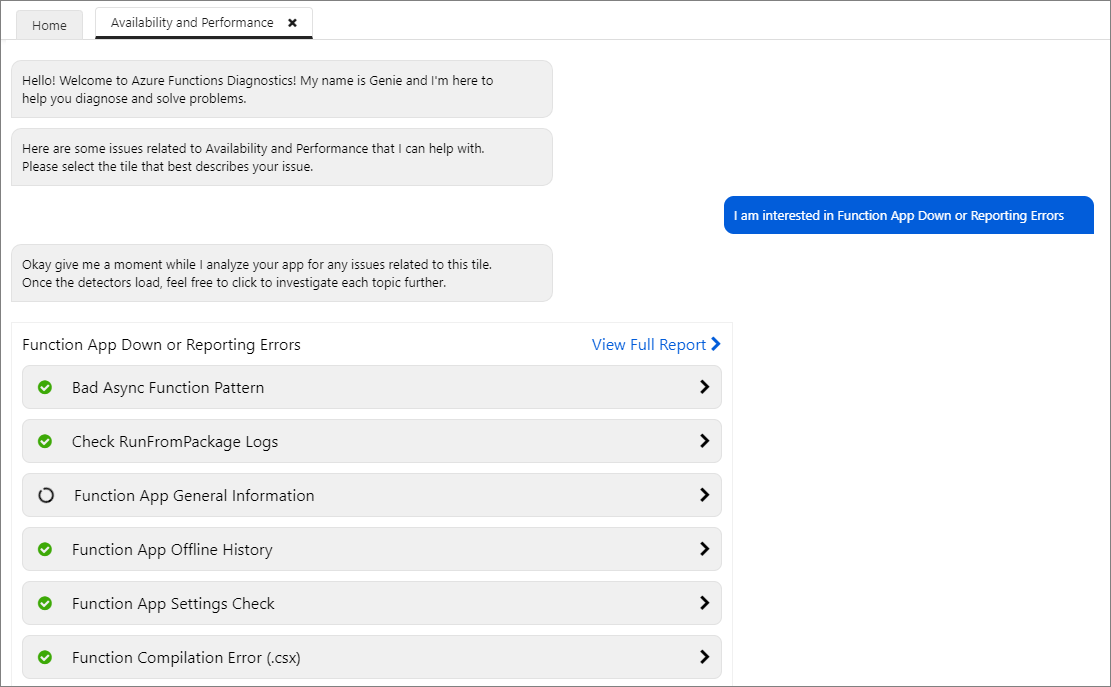 Home
Availability and Performance
Hello! Welcome to Azure Functions Diagnostics! My name is Genie and I'm here to
help you diagnose and solve problems.
Here are some issues related to Availability and Performance that I can help with.
Please select the tile that best describes your issue.
I am interested in Function App Down or Reporting Errors
Okay give me a moment while I analyze your app for any issues related to this tile.
Once the detectors load, feel free to click to investigate each topic further.
Function App Down or Reporting Errors
View Full Report
Bad Async Function Pattern
Check RunFromPackage Logs
Function App General Information
Function App Offline History
Function App Settings Check
Function Compilation Error (.csx)